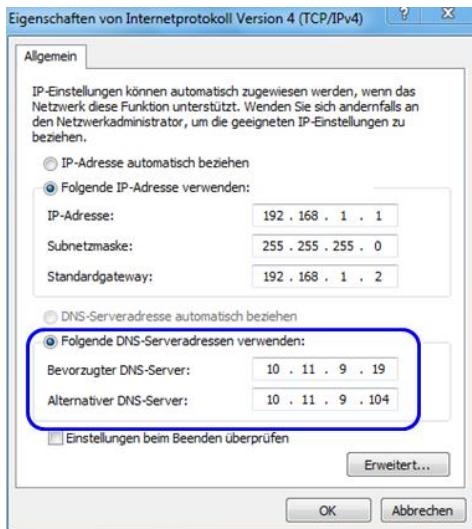 Eigenschaften von Internetprotokoll Version 4 (TCP/IPv4)
Allgemein
IP-Einstellungen können automatisch zugewiesen werden, wenn das
Netzwerk diese Funktion unterstützt. Wenden Sie sich andernfalls an
den Netzwerkadministrator, um die geeigneten IP-Einstellungen zu
beziehen.
IP-Adresse automatisch beziehen
Folgende IP-Adresse verwenden:
IP-Adresse: 192 . 168 . 1 . 1
Subnetzmaske: 255 . 255 . 255 . 0
Standardgateway: 192 . 168 . 1 . 2
DNS-Serveradresse automatisch beziehen
Folgende DNS-Serveradressen verwenden:
Bevorzugter DNS-Server: 10 . 11 . 9 . 19
Alternativer DNS-Server: 10 . 11 . 9 . 104
Einstellungen beim Beenden überprüfen
Erweitert...
OK Abbrechen